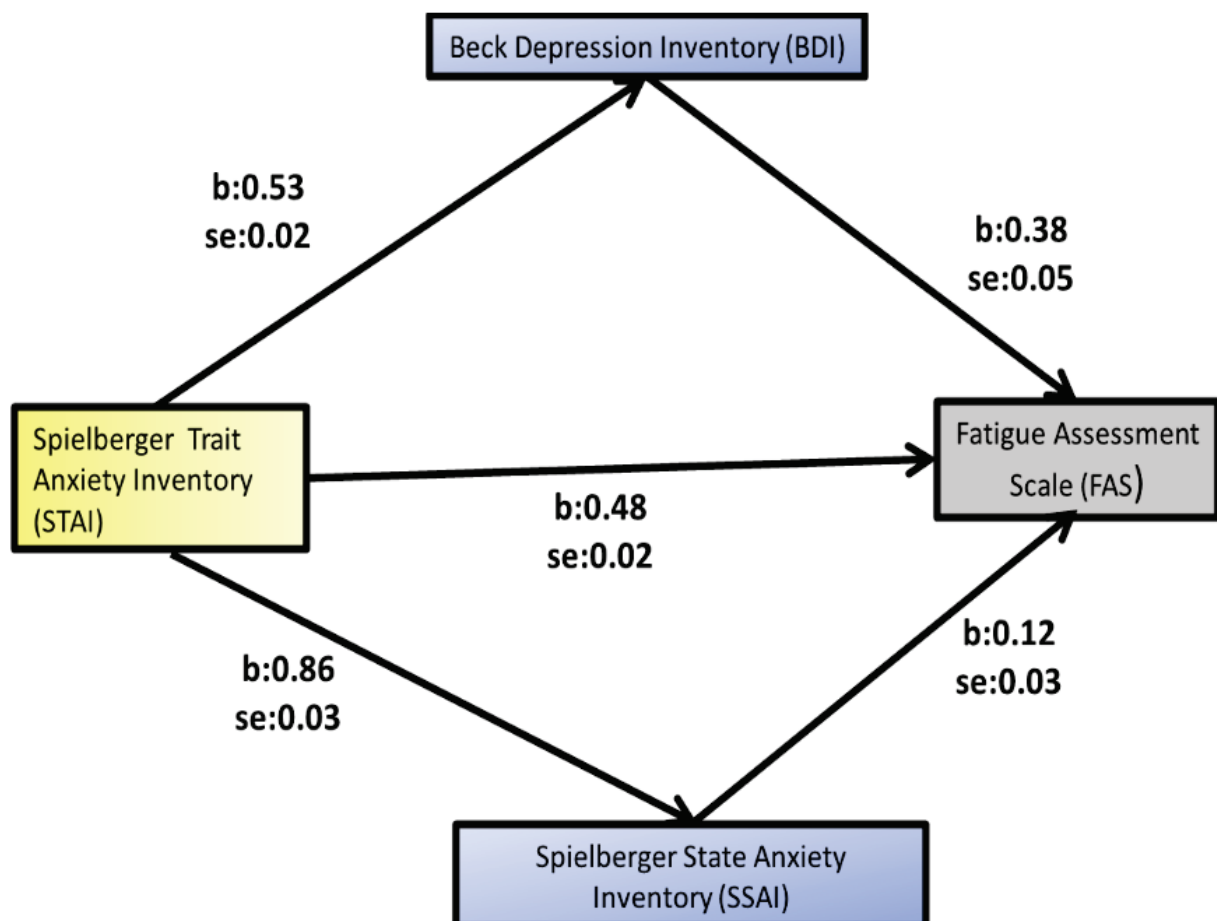 Beck Depression Inventory (BDI)
b:0.53
se:0.02
b:0.38
se:0.05
Spielberger Trait
Anxiety Inventory
(STAI)
Fatigue Assessment
Scale (FAS)
b:0.48
se:0.02
b:0.86
se:0.03
b:0.12
se:0.03
Spielberger State Anxiety
Inventory (SSAI)